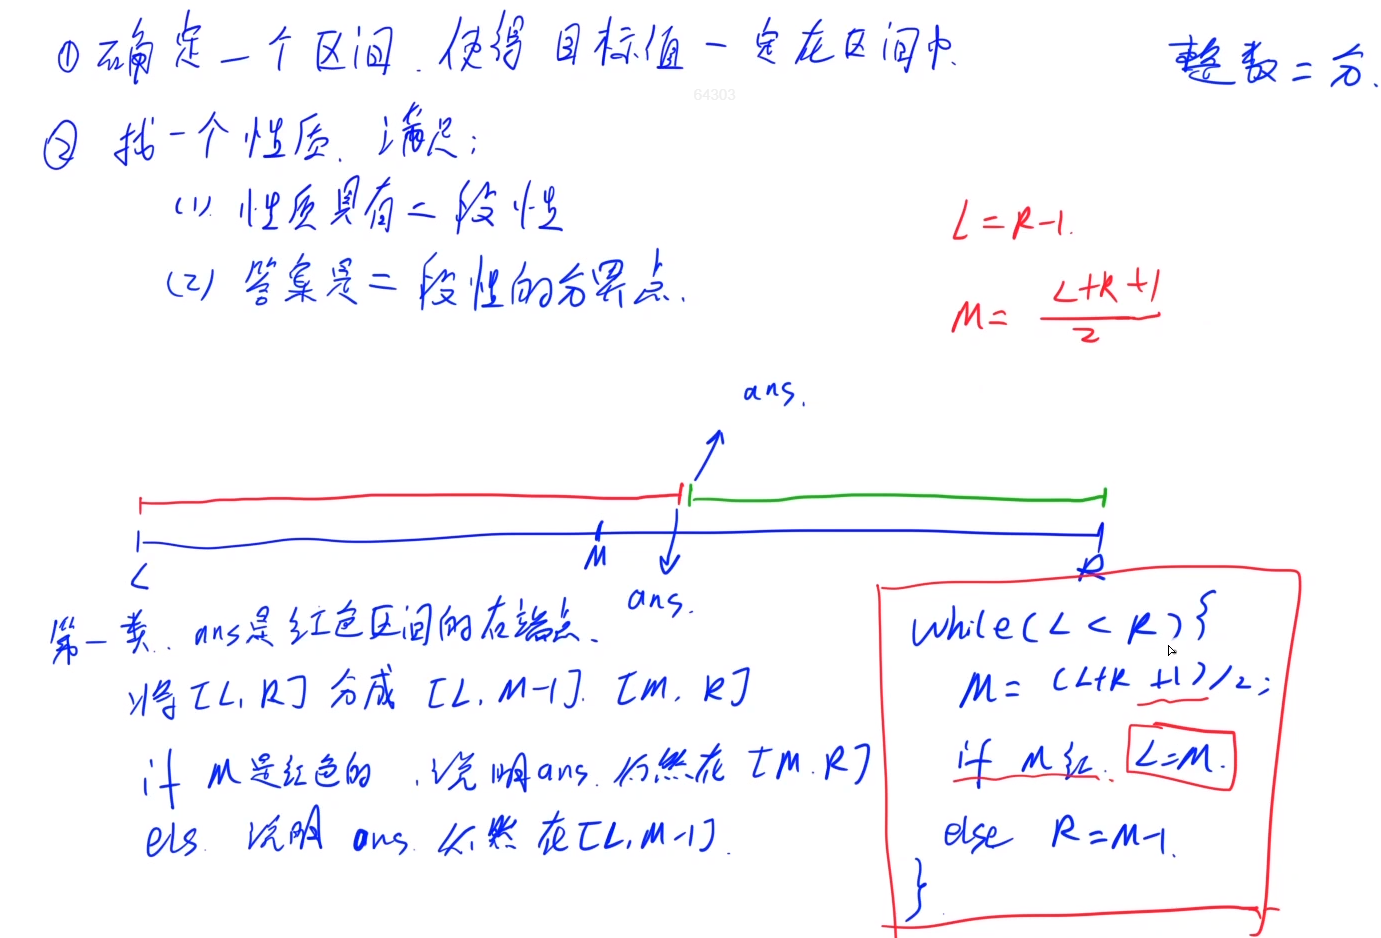 ① 确定一个区间,使得目标值一定在区间中.
整数二分.
64303
② 找一个性质,满足:
(1) 性质具有二段性
(2) 答案是二段性的分界点.
L=R-1.
M= (L+R+1)/2
ans.
L
M
R
ans.
第一类. ans是红色区间的右端点.
将[L,R]分成[L,M-1].[M,R]
if M是红色的,说明ans.仍然在[M.R]
els. 说明 ans. 仍然在[L,M-1].
while(L<R){
M=(L+R+1)/2;
if M红. L=M.
else R=M-1.
}